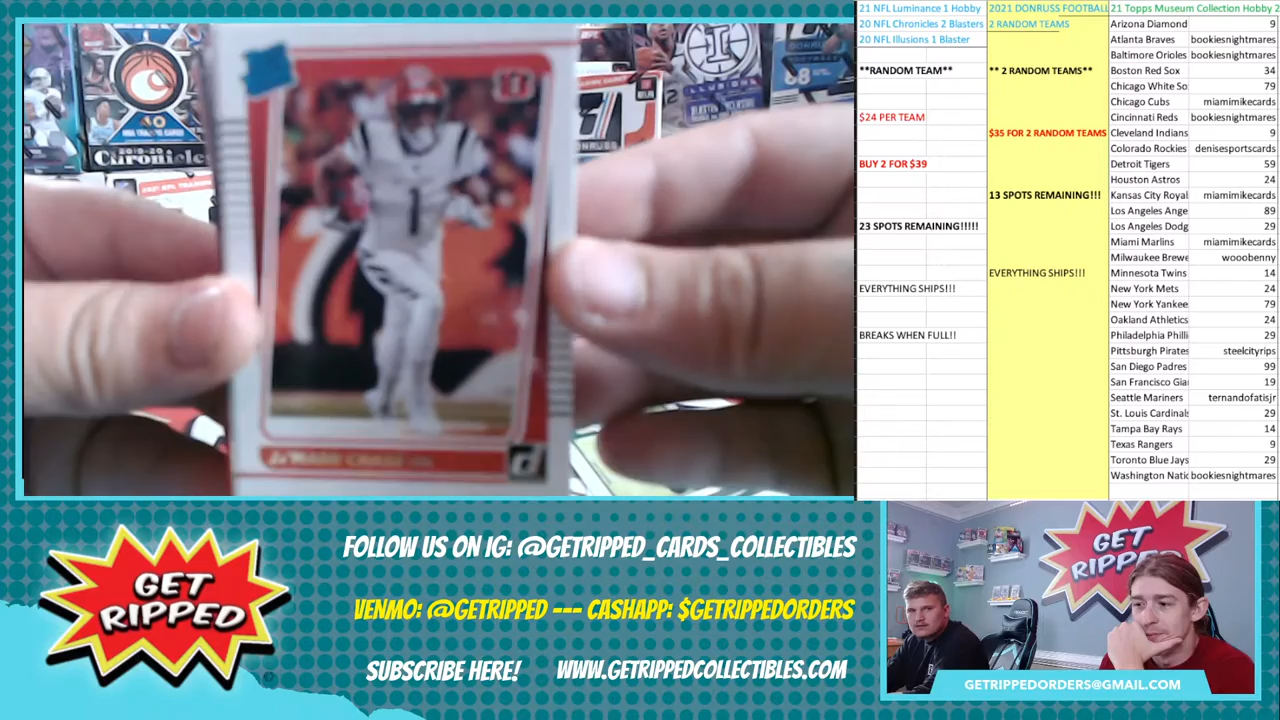 Chronicles
JA'MARR CHASE
21 NFL Luminance 1 Hobby
20 NFL Chronicles 2 Blasters
20 NFL Illusions 1 Blaster
**RANDOM TEAM**
$24 PER TEAM
BUY 2 FOR $39
23 SPOTS REMAINING!!!!!
EVERYTHING SHIPS!!!
BREAKS WHEN FULL!!
2021 DONRUSS FOOTBALL
2 RANDOM TEAMS
** 2 RANDOM TEAMS**
$35 FOR 2 RANDOM TEAMS
13 SPOTS REMAINING!!!
EVERYTHING SHIPS!!!
21 Topps Museum Collection Hobby 2
Arizona Diamond 9
Atlanta Braves bookiesnightmares
Baltimore Orioles bookiesnightmares
Boston Red Sox 34
Chicago White So 79
Chicago Cubs miamimikecards
Cincinnati Reds bookiesnightmares
Cleveland Indians 9
Colorado Rockies denisesportscards
Detroit Tigers 59
Houston Astros 24
Kansas City Royal miamimikecards
Los Angeles Ange 89
Los Angeles Dodg 29
Miami Marlins miamimikecards
Milwaukee Brewe wooobenny
Minnesota Twins 14
New York Mets 24
New York Yankee 79
Oakland Athletics 24
Philadelphia Philli 29
Pittsburgh Pirates steelcityrips
San Diego Padres 99
San Francisco Gia 19
Seattle Mariners ternandofatisjr
St. Louis Cardinals 29
Tampa Bay Rays 14
Texas Rangers 9
Toronto Blue Jays 29
Washington Natic bookiesnightmares
GET
RIPPED
FOLLOW US ON IG: @GETRIPPED_CARDS_COLLECTIBLES
VENMO: @GETRIPPED --- CASHAPP: $GETRIPPEDORDERS
SUBSCRIBE HERE! WWW.GETRIPPEDCOLLECTIBLES.COM
GET
RIPPED
GETRIPPEDORDERS@GMAIL.COM